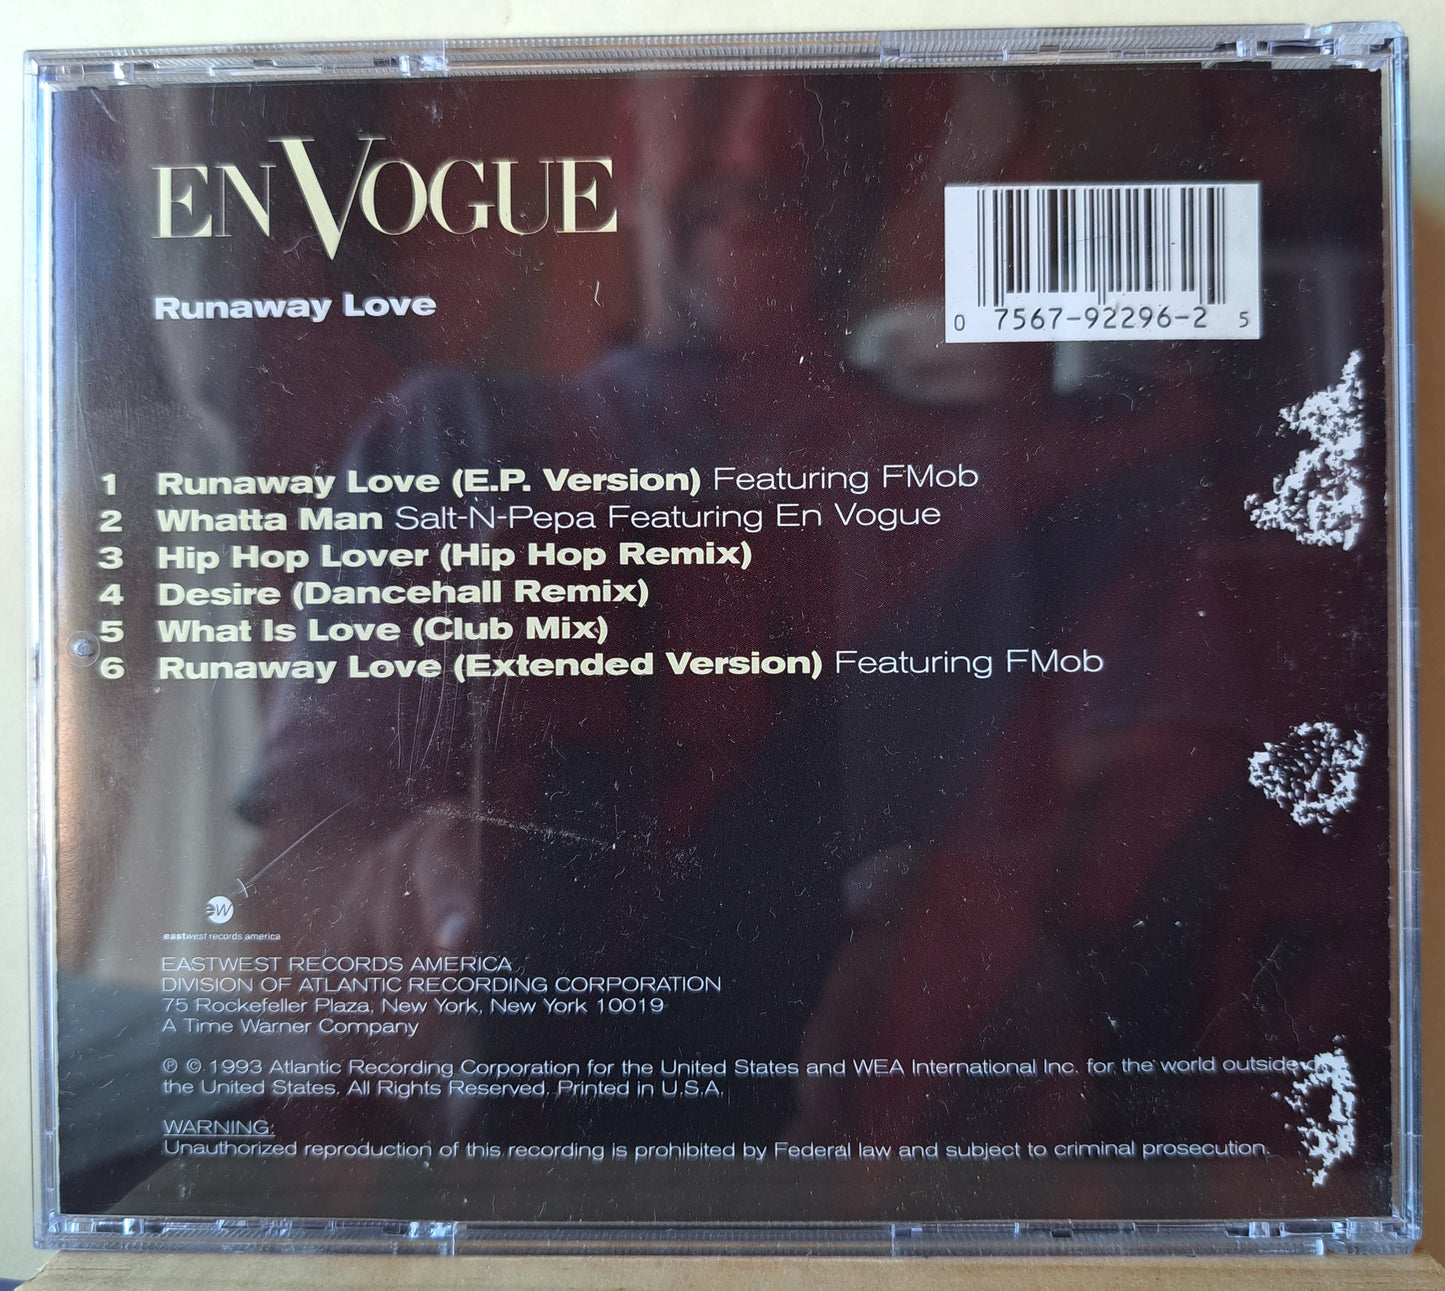 EN VOGUE
Runaway Love
0 7567-92296-2 5
1 Runaway Love (E.P. Version) Featuring FMob
2 Whatta Man Salt-N-Pepa Featuring En Vogue
3 Hip Hop Lover (Hip Hop Remix)
4 Desire (Dancehall Remix)
5 What Is Love (Club Mix)
6 Runaway Love (Extended Version) Featuring FMob
ew
eastwest records america
EASTWEST RECORDS AMERICA
DIVISION OF ATLANTIC RECORDING CORPORATION
75 Rockefeller Plaza, New York, New York 10019
A Time Warner Company
℗ © 1993 Atlantic Recording Corporation for the United States and WEA International Inc. for the world outside of
the United States. All Rights Reserved. Printed in U.S.A.
WARNING:
Unauthorized reproduction of this recording is prohibited by Federal law and subject to criminal prosecution.